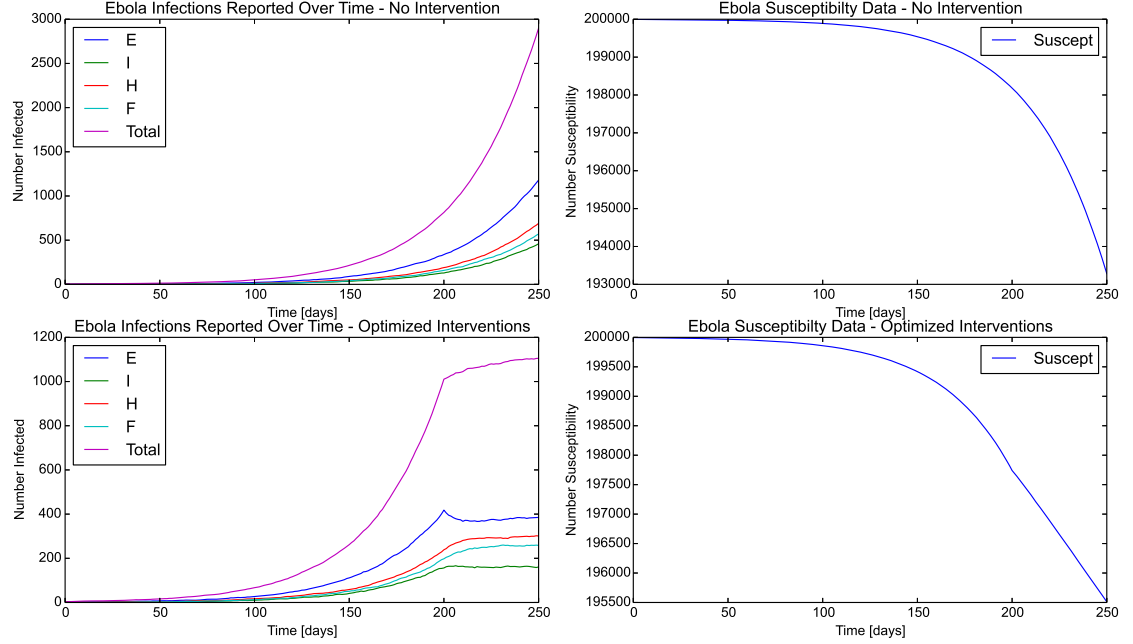 Ebola Infections Reported Over Time - No Intervention
3000
2500
2000
1500
1000
500
0
Number Infected
E
I
H
F
Total
0 50 100 150 200 250
Time [days]
Ebola Susceptibilty Data - No Intervention
200000
199000
198000
197000
196000
195000
194000
193000
Number Susceptibility
Suscept
0 50 100 150 200 250
Time [days]
Ebola Infections Reported Over Time - Optimized Interventions
1200
1000
800
600
400
200
0
Number Infected
E
I
H
F
Total
0 50 100 150 200 250
Time [days]
Ebola Susceptibilty Data - Optimized Interventions
200000
199500
199000
198500
198000
197500
197000
196500
196000
195500
Number Susceptibility
Suscept
0 50 100 150 200 250
Time [days]